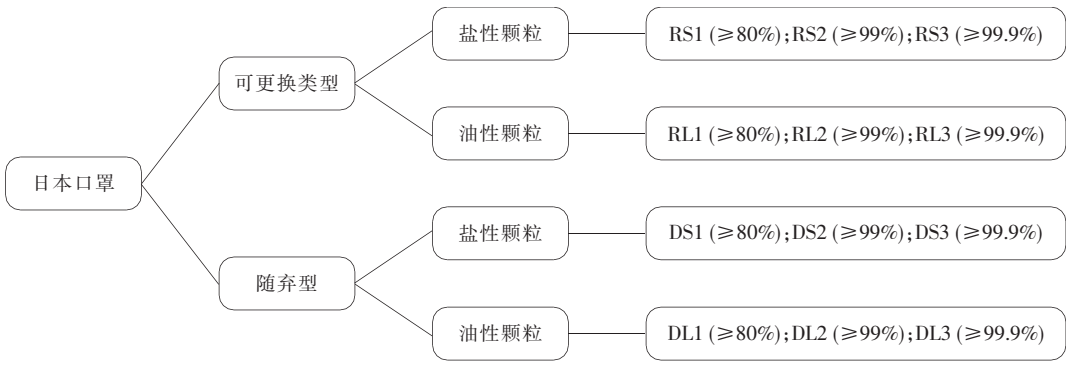 日本口罩
可更换类型
盐性颗粒
RS1 (≥80%);RS2 (≥99%);RS3 (≥99.9%)
油性颗粒
RL1 (≥80%);RL2 (≥99%);RL3 (≥99.9%)
随弃型
盐性颗粒
DS1 (≥80%);DS2 (≥99%);DS3 (≥99.9%)
油性颗粒
DL1 (≥80%);DL2 (≥99%);DL3 (≥99.9%)